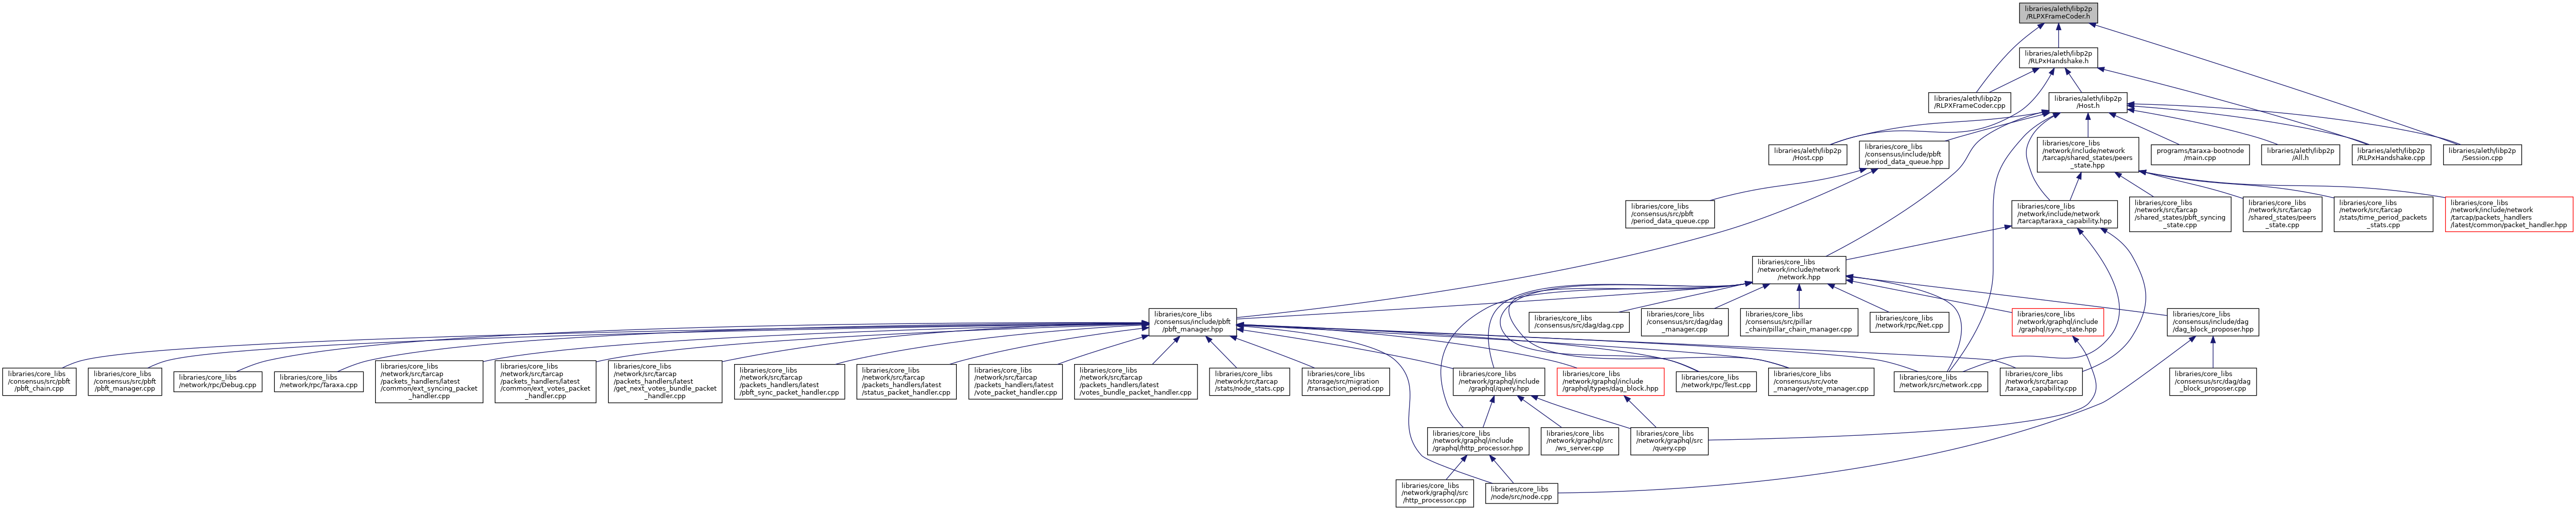 libraries/aleth/libp2p
/RLPXFrameCoder.h
libraries/aleth/libp2p
/RLPxHandshake.h
libraries/aleth/libp2p
/RLPXFrameCoder.cpp
libraries/aleth/libp2p
/Host.h
libraries/aleth/libp2p
/Host.cpp
libraries/core_libs
/consensus/include/pbft
/period_data_queue.hpp
libraries/core_libs
/network/include/network
/tarcap/shared_states/peers
_state.hpp
programs/taraxa-bootnode
/main.cpp
libraries/aleth/libp2p
/All.h
libraries/aleth/libp2p
/RLPxHandshake.cpp
libraries/aleth/libp2p
/Session.cpp
libraries/core_libs
/consensus/src/pbft
/period_data_queue.cpp
libraries/core_libs
/network/include/network
/tarcap/taraxa_capability.hpp
libraries/core_libs
/network/src/tarcap
/shared_states/pbft_syncing
_state.cpp
libraries/core_libs
/network/src/tarcap
/shared_states/peers
_state.cpp
libraries/core_libs
/network/src/tarcap
/stats/time_period_packets
_stats.cpp
libraries/core_libs
/network/include/network
/tarcap/packets_handlers
/latest/common/packet_handler.hpp
libraries/core_libs
/network/include/network
/network.hpp
libraries/core_libs
/consensus/include/pbft
/pbft_manager.hpp
libraries/core_libs
/consensus/src/dag/dag.cpp
libraries/core_libs
/consensus/src/dag/dag
_manager.cpp
libraries/core_libs
/consensus/src/pillar
_chain/pillar_chain_manager.cpp
libraries/core_libs
/network/rpc/Net.cpp
libraries/core_libs
/network/graphql/include
/graphql/sync_state.hpp
libraries/core_libs
/consensus/include/dag
/dag_block_proposer.hpp
libraries/core_libs
/consensus/src/pbft
/pbft_chain.cpp
libraries/core_libs
/consensus/src/pbft
/pbft_manager.cpp
libraries/core_libs
/network/rpc/Debug.cpp
libraries/core_libs
/network/rpc/Taraxa.cpp
libraries/core_libs
/network/src/tarcap
/packets_handlers/latest
/common/ext_syncing_packet
_handler.cpp
libraries/core_libs
/network/src/tarcap
/packets_handlers/latest
/common/ext_votes_packet
_handler.cpp
libraries/core_libs
/network/src/tarcap
/packets_handlers/latest
/get_next_votes_bundle_packet
_handler.cpp
libraries/core_libs
/network/src/tarcap
/packets_handlers/latest
/pbft_sync_packet_handler.cpp
libraries/core_libs
/network/src/tarcap
/packets_handlers/latest
/status_packet_handler.cpp
libraries/core_libs
/network/src/tarcap
/packets_handlers/latest
/vote_packet_handler.cpp
libraries/core_libs
/network/src/tarcap
/packets_handlers/latest
/votes_bundle_packet_handler.cpp
libraries/core_libs
/network/src/tarcap
/stats/node_stats.cpp
libraries/core_libs
/storage/src/migration
/transaction_period.cpp
libraries/core_libs
/network/graphql/include
/graphql/query.hpp
libraries/core_libs
/network/graphql/include
/graphql/types/dag_block.hpp
libraries/core_libs
/network/rpc/Test.cpp
libraries/core_libs
/consensus/src/vote
_manager/vote_manager.cpp
libraries/core_libs
/network/src/network.cpp
libraries/core_libs
/network/src/tarcap
/taraxa_capability.cpp
libraries/core_libs
/consensus/src/dag/dag
_block_proposer.cpp
libraries/core_libs
/network/graphql/include
/graphql/http_processor.hpp
libraries/core_libs
/network/graphql/src
/ws_server.cpp
libraries/core_libs
/network/graphql/src
/query.cpp
libraries/core_libs
/network/graphql/src
/http_processor.cpp
libraries/core_libs
/node/src/node.cpp